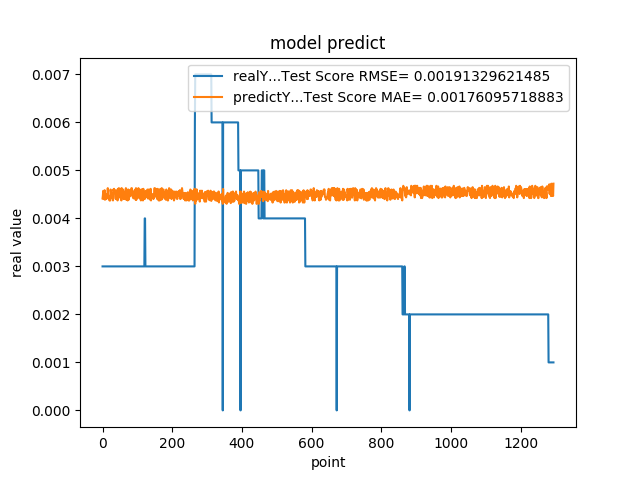 model predict
realY...Test Score RMSE= 0.00191329621485
predictY...Test Score MAE= 0.00176095718883
0.007
0.006
0.005
0.004
0.003
0.002
0.001
0.000
real value
0 200 400 600 800 1000 1200
point